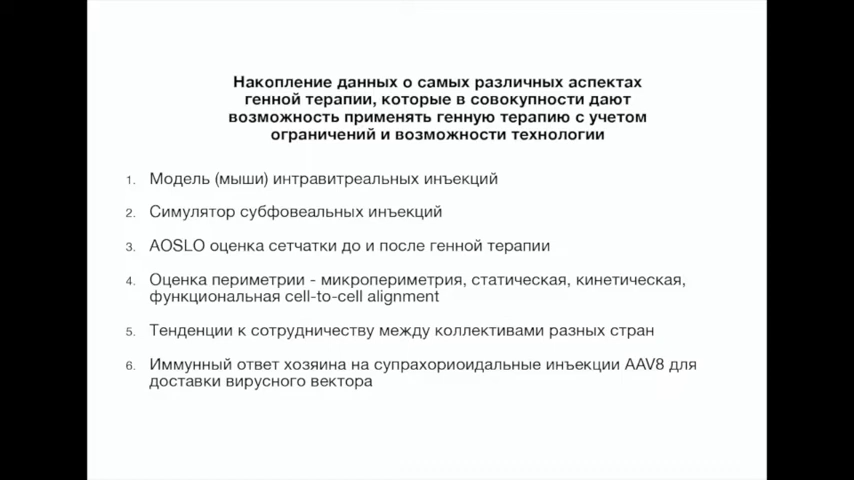 Накопление данных о самых различных аспектах
генной терапии, которые в совокупности дают
возможность применять генную терапию с учетом
ограничений и возможности технологии
1. Модель (мыши) интравитреальных инъекций
2. Симулятор субфовеальных инъекций
3. AOSLO оценка сетчатки до и после генной терапии
4. Оценка периметрии - микропериметрия, статическая, кинетическая,
функциональная cell-to-cell alignment
5. Тенденции к сотрудничеству между коллективами разных стран
6. Иммунный ответ хозяина на супрахориоидальные инъекции AAV8 для
доставки вирусного вектора